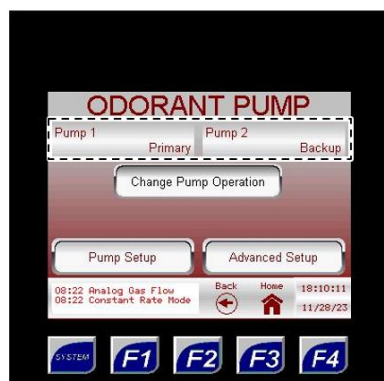 ODORANT PUMP
Pump 1
Primary
Pump 2
Backup
Change Pump Operation
Pump Setup
Advanced Setup
08:22 Analog Gas Flow
08:22 Constant Rate Mode
Back
Home
18:10:11
11/28/23
SYSTEM
F1
F2
F3
F4